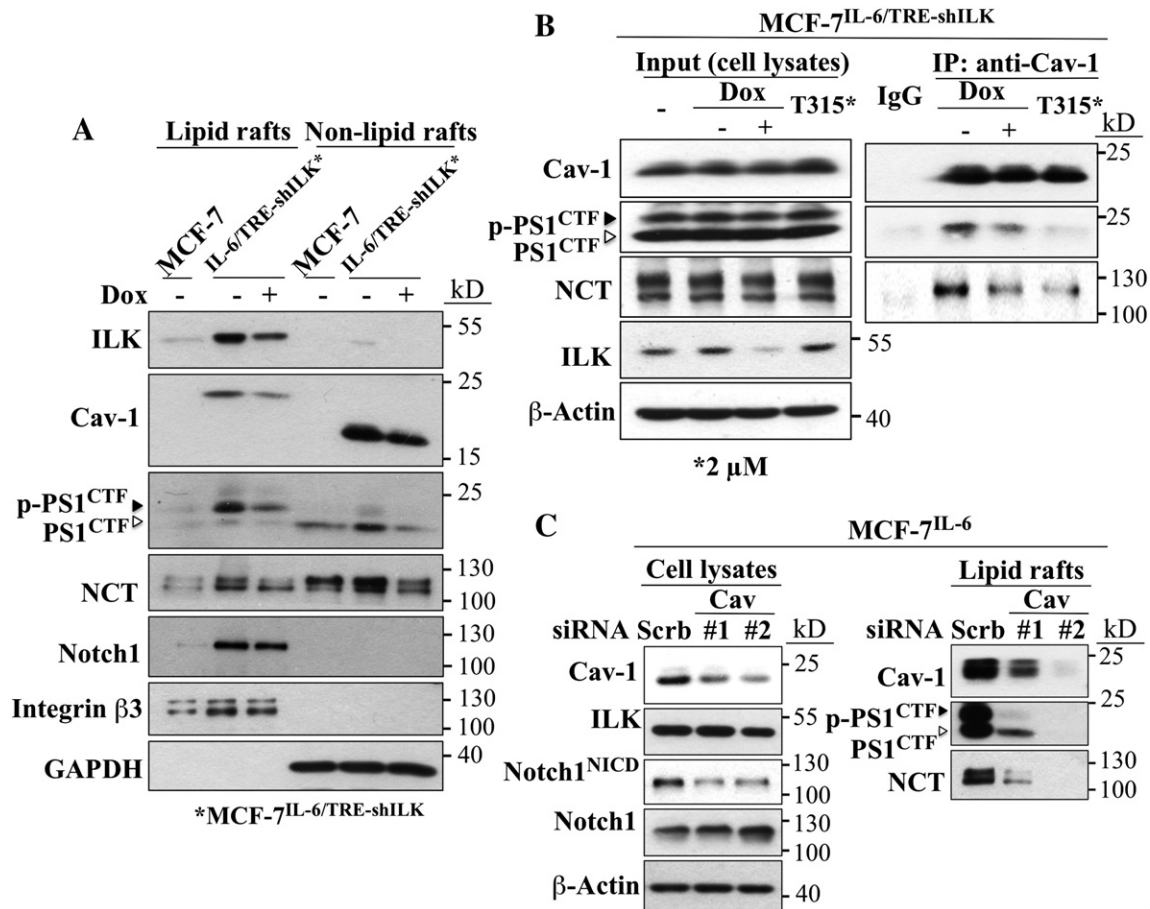 A
Lipid rafts Non-lipid rafts
MCF-7 IL-6/TRE-shILK* MCF-7 IL-6/TRE-shILK*
Dox - - + - - + kD
ILK 55
Cav-1 25
15
p-PS1CTF 25
PS1CTF
NCT 130
100
Notch1 130
100
Integrin β3 130
100
GAPDH 40
*MCF-7IL-6/TRE-shILK
B
MCF-7IL-6/TRE-shILK
Input (cell lysates) IP: anti-Cav-1
- Dox T315* IgG Dox T315*
- + - + kD
Cav-1 25
p-PS1CTF 25
PS1CTF
NCT 130
100
ILK 55
β-Actin 40
*2 μM
C
MCF-7IL-6
Cell lysates Lipid rafts
Cav Cav
siRNA Scrb #1 #2 kD siRNA Scrb #1 #2 kD
Cav-1 25 Cav-1 25
ILK 55 p-PS1CTF 25
PS1CTF
Notch1NICD 130 NCT 130
100 100
Notch1 130
100
β-Actin 40